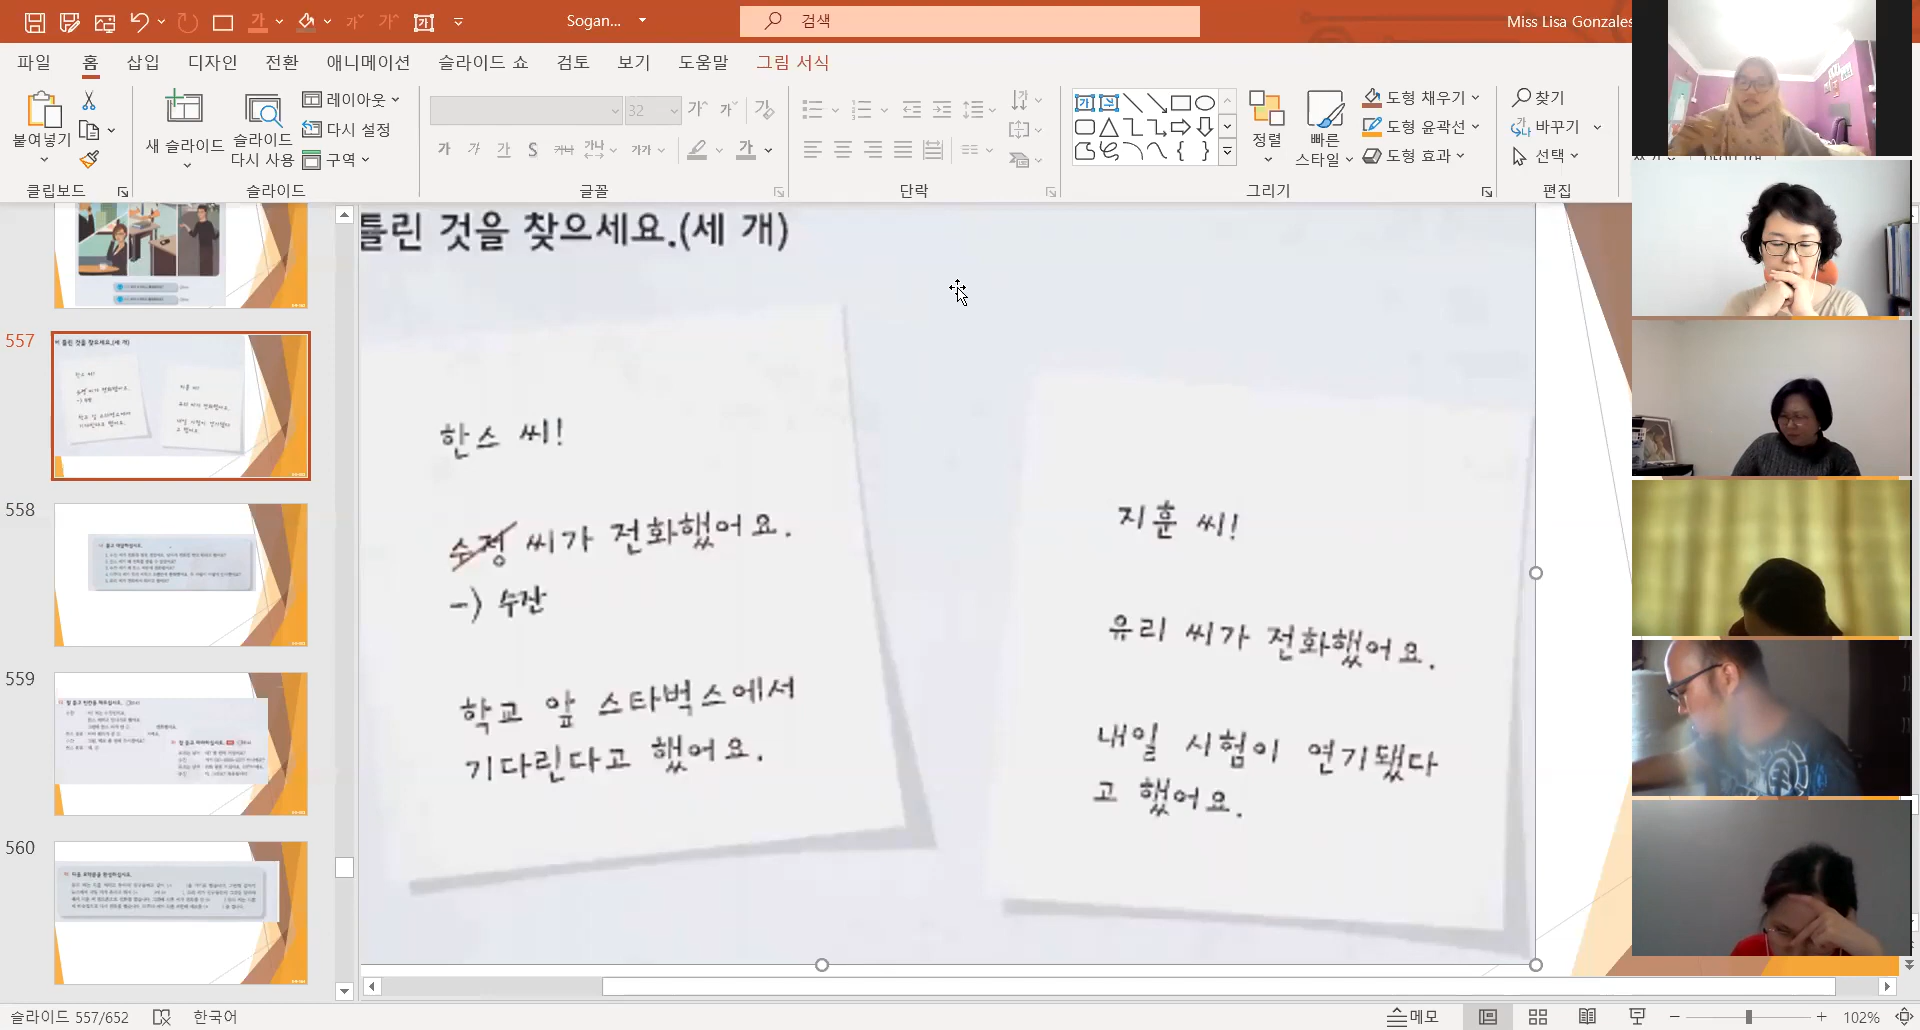 Sogan...
검색
Miss Lisa Gonzales
파일 홈 삽입 디자인 전환 애니메이션 슬라이드 쇼 검토 보기 도움말 그림 서식
붙여넣기
클립보드
새 슬라이드
슬라이드 다시 사용
레이아웃
다시 설정
구역
슬라이드
32
글꼴
단락
정렬
빠른 스타일
도형 채우기
도형 윤곽선
도형 효과
그리기
찾기
바꾸기
선택
편집
557
558
559
560
틀린 것을 찾으세요.(세 개)
한스 씨!
수정 씨가 전화했어요.
-> 수잔
학교 앞 스타벅스에서
기다린다고 했어요.
지훈 씨!
유리 씨가 전화했어요.
내일 시험이 연기됐다
고 했어요.
슬라이드 557/652
한국어
메모
102%